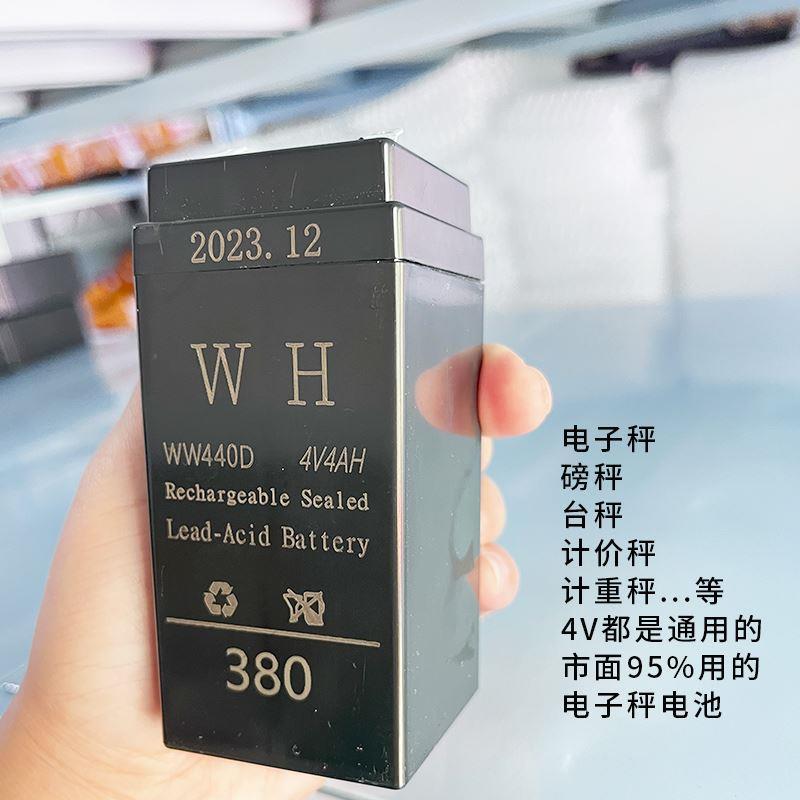 2023.12
W H
WW440D 4V4AH
Rechargeable Sealed
Lead-Acid Battery
380
电子秤
磅秤
台秤
计价秤
计重秤...等
4V都是通用的
市面95%用的
电子秤电池